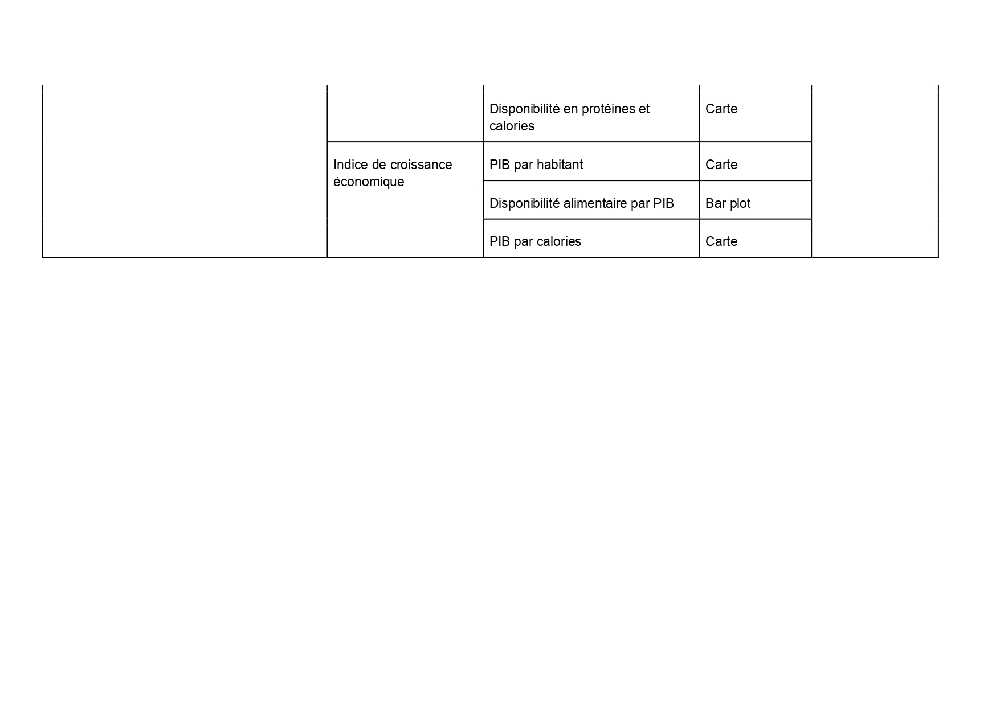 Disponibilité en protéines et
calories
Carte
Indice de croissance
économique
PIB par habitant
Carte
Disponibilité alimentaire par PIB
Bar plot
PIB par calories
Carte